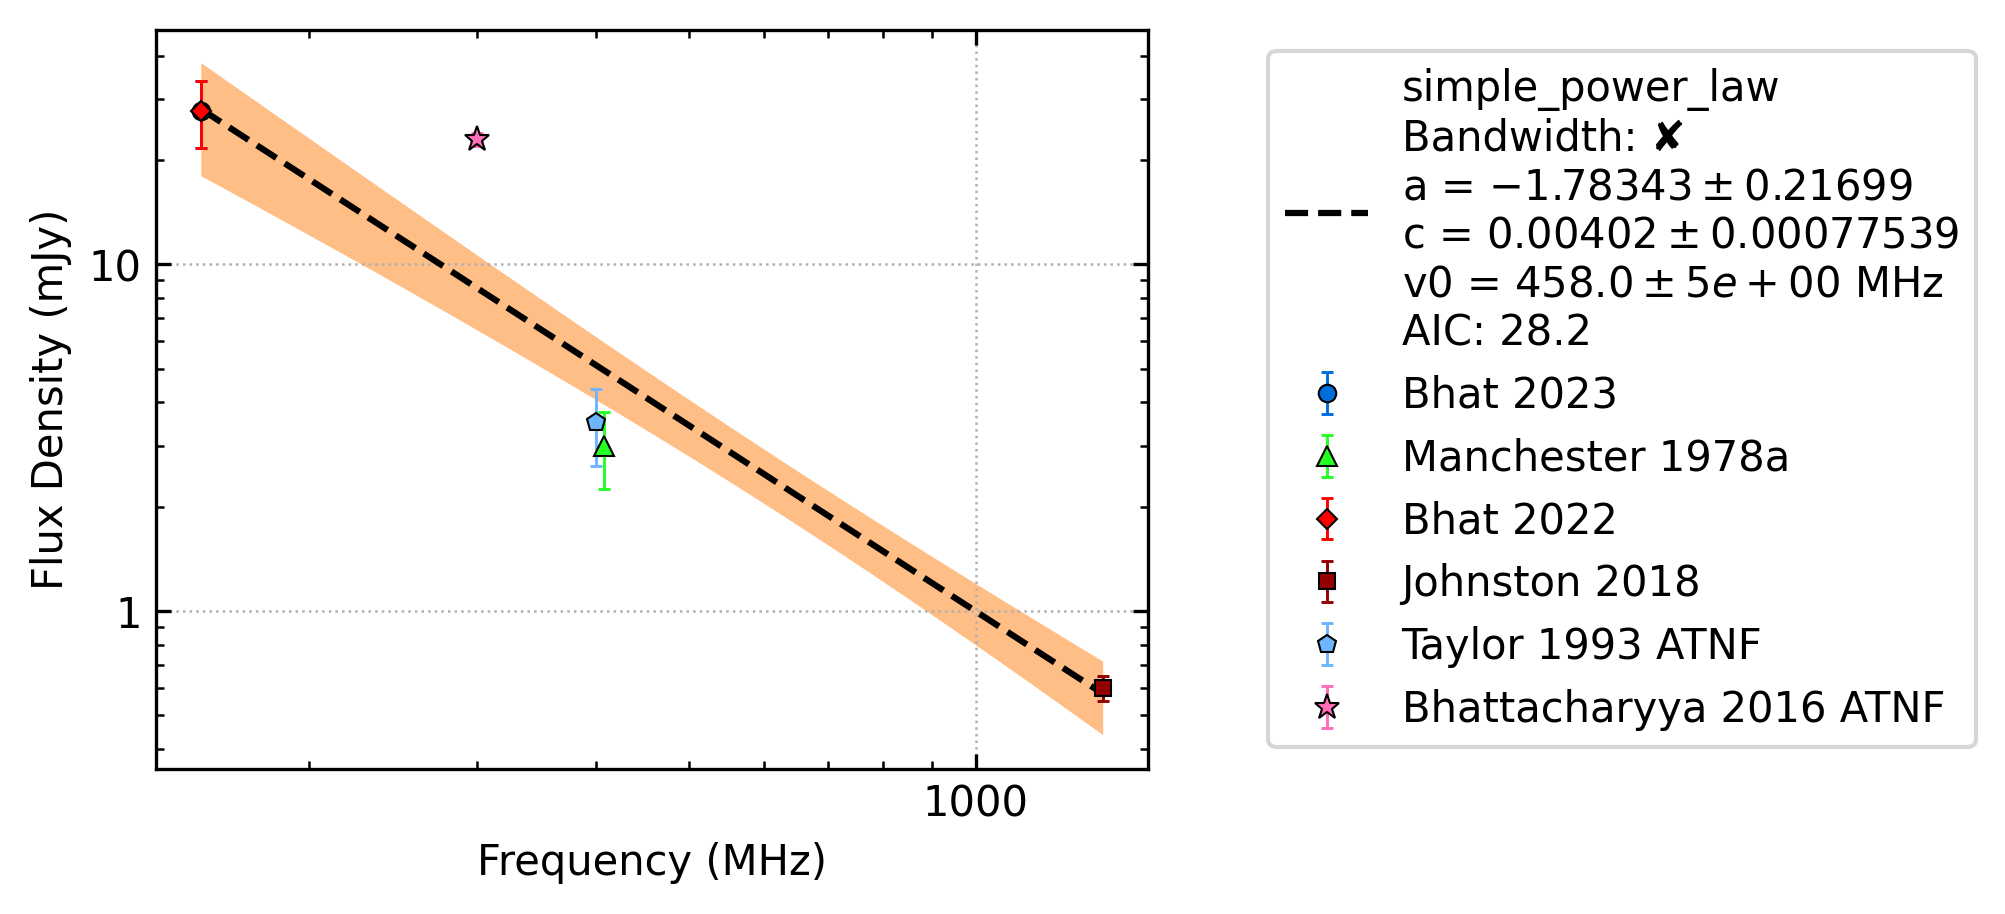 Flux Density (mJy)
10
1
1000
Frequency (MHz)
simple_power_law
Bandwidth: ✘
a = −1.78343 ± 0.21699
c = 0.00402 ± 0.00077539
v0 = 458.0 ± 5e + 00 MHz
AIC: 28.2
Bhat 2023
Manchester 1978a
Bhat 2022
Johnston 2018
Taylor 1993 ATNF
Bhattacharyya 2016 ATNF